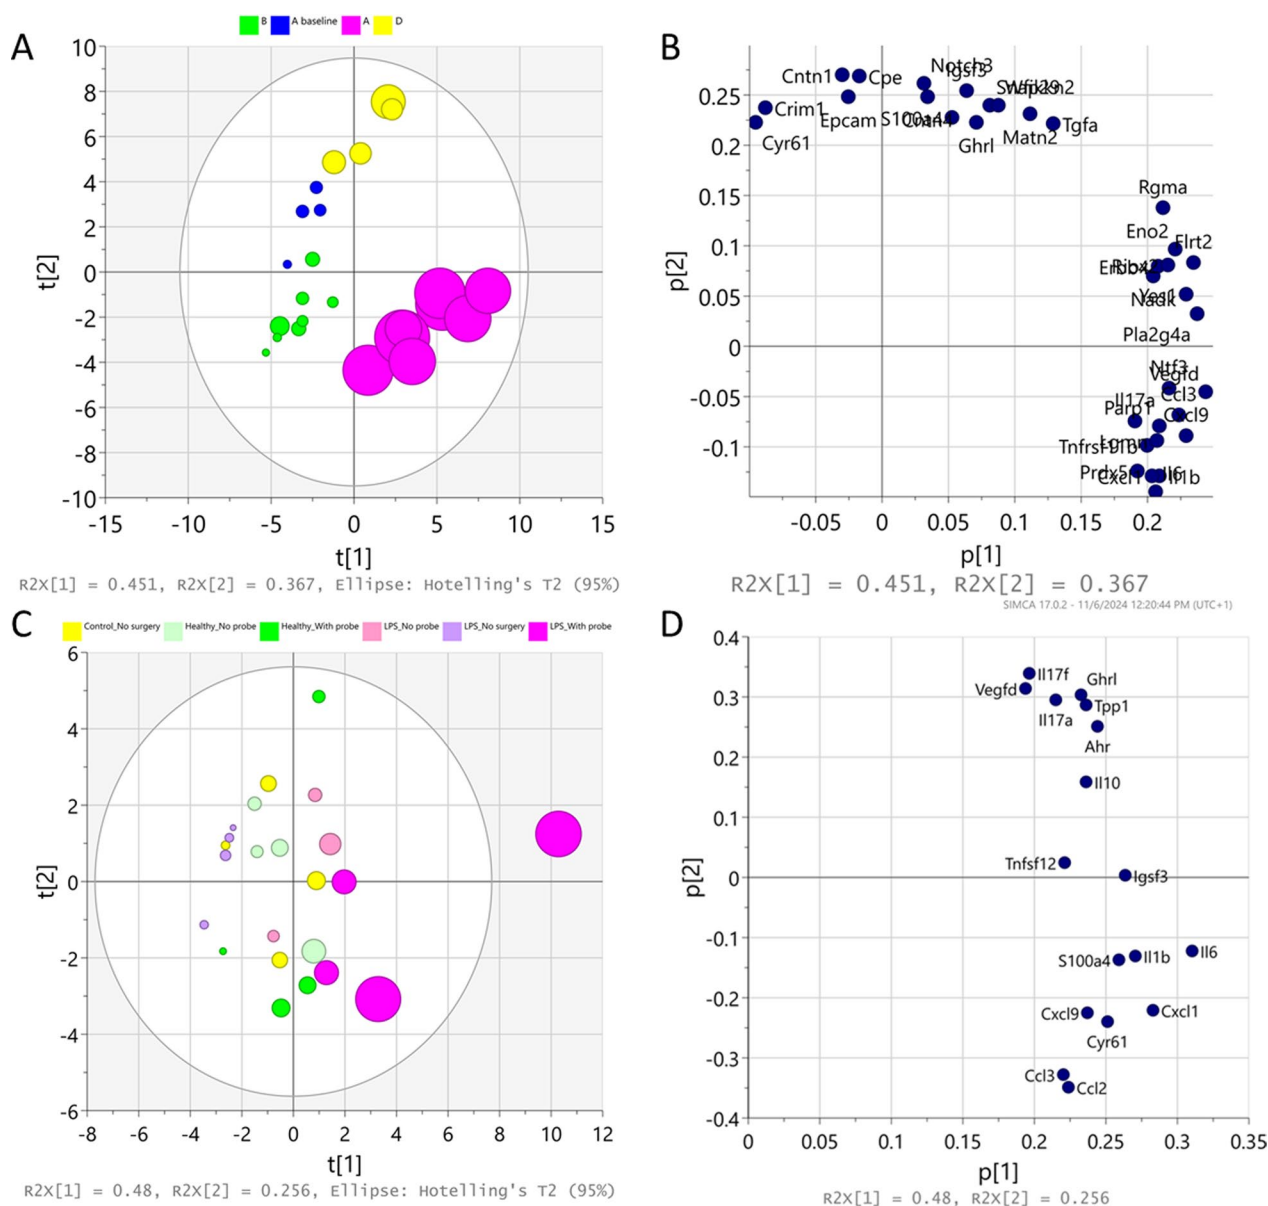 A
B A baseline A D
10
8
6
4
2
0
-2
-4
-6
-8
-10
t[2]
-15 -10 -5 0 5 10 15
t[1]
R2X[1] = 0.451, R2X[2] = 0.367, Ellipse: Hotelling's T2 (95%)
B
0.25
0.2
0.15
0.1
0.05
0
-0.05
-0.1
p[2]
Cntn1 Cpe Notch3 Igsf3
Crim1 Epcam S100a4
Cyr61 Ghrl Matn2 Tgfa
Rgma
Eno2 Flrt2
Yes1
Pla2g4a
Ntf3
Vegfd
Il17a Ccl3
Parp1 Cxcl9
Prdx5 Cxcl1 Il6 Il1b
-0.05 0 0.05 0.1 0.15 0.2
p[1]
R2X[1] = 0.451, R2X[2] = 0.367
SIMCA 17.0.2 - 11/6/2024 12:20:44 PM (UTC+1)
C
Control_No surgery Healthy_No probe Healthy_With probe LPS_No probe LPS_No surgery LPS_With probe
6
4
2
0
-2
-4
-6
t[2]
-8 -6 -4 -2 0 2 4 6 8 10 12
t[1]
R2X[1] = 0.48, R2X[2] = 0.256, Ellipse: Hotelling's T2 (95%)
D
0.4
0.3
0.2
0.1
0
-0.1
-0.2
-0.3
-0.4
p[2]
Il17f Ghrl
Vegfd Tpp1
Il17a
Ahr
Il10
Tnfsf12
Igsf3
Il6
S100a4 Il1b
Cxcl9 Cxcl1
Cyr61
Ccl3
Ccl2
0 0.05 0.1 0.15 0.2 0.25 0.3 0.35
p[1]
R2X[1] = 0.48, R2X[2] = 0.256